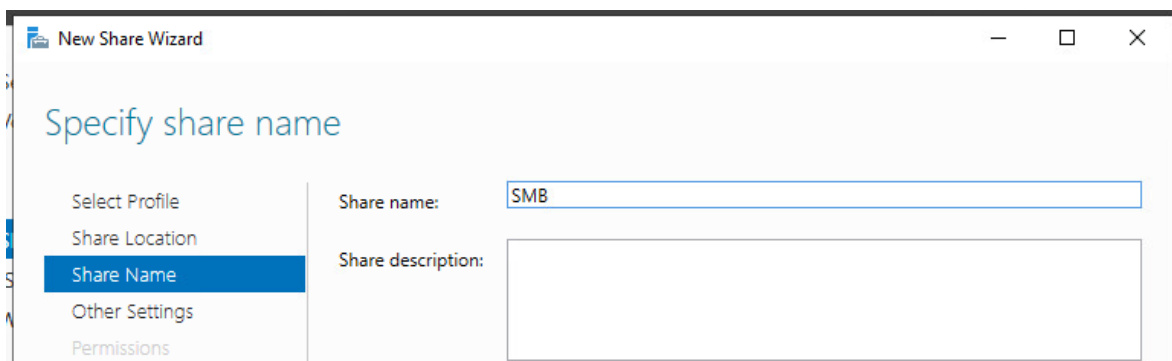 New Share Wizard
Specify share name
Select Profile
Share Location
Share Name
Other Settings
Permissions
Share name:
SMB
Share description: